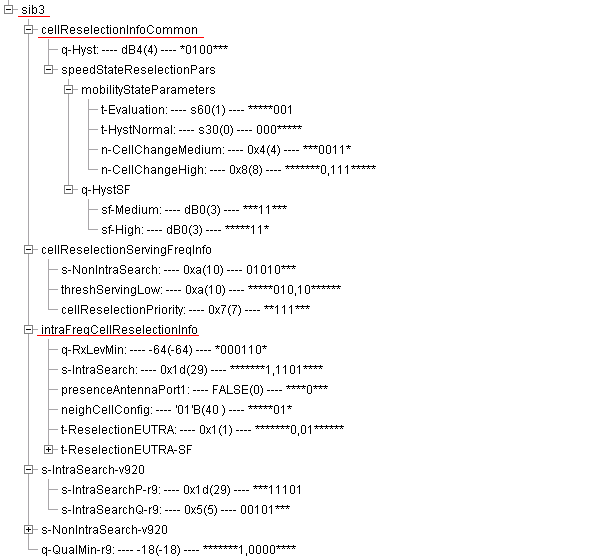 sib3
cellReselectionInfoCommon
q-Hyst: ---- dB4(4) ---- *0100***
speedStateReselectionPars
mobilityStateParameters
t-Evaluation: ---- s60(1) ---- *****001
t-HystNormal: ---- s30(0) ---- 000*****
n-CellChangeMedium: ---- 0x4(4) ---- ***0011*
n-CellChangeHigh: ---- 0x8(8) ---- *******0,111*****
q-HystSF
sf-Medium: ---- dB0(3) ---- ***11***
sf-High: ---- dB0(3) ---- *****11*
cellReselectionServingFreqInfo
s-NonIntraSearch: ---- 0xa(10) ---- 01010***
threshServingLow: ---- 0xa(10) ---- *****010,10******
cellReselectionPriority: ---- 0x7(7) ---- **111***
intraFreqCellReselectionInfo
q-RxLevMin: ---- -64(-64) ---- *000110*
s-IntraSearch: ---- 0x1d(29) ---- *******1,1101****
presenceAntennaPort1: ---- FALSE(0) ---- ****0***
neighCellConfig: ---- '01'B(40 ) ---- *****01*
t-ReselectionEUTRA: ---- 0x1(1) ---- *******0,01******
t-ReselectionEUTRA-SF
s-IntraSearch-v920
s-IntraSearchP-r9: ---- 0x1d(29) ---- ***11101
s-IntraSearchQ-r9: ---- 0x5(5) ---- 00101***
s-NonIntraSearch-v920
q-QualMin-r9: ---- -18(-18) ---- *******1,0000****